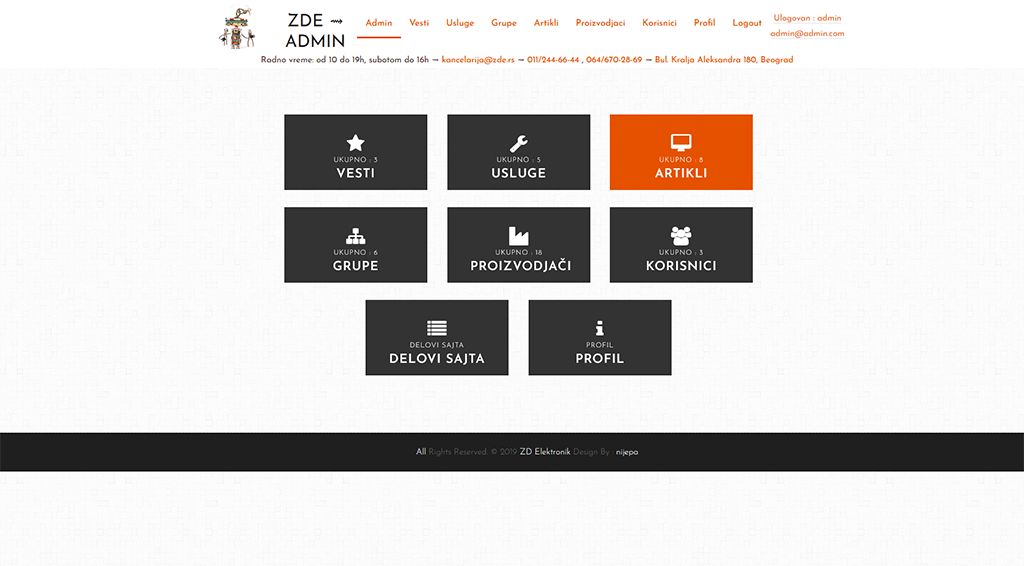 ZDE ⇝ ADMIN
Admin Vesti Usluge Grupe Artikli Proizvodjaci Korisnici Profil Logout
Ulogovan : admin
admin@admin.com
Radno vreme: od 10 do 19h, subotom do 16h → kancelarija@zde.rs → 011/244-66-44 , 064/670-28-69 → Bul. Kralja Aleksandra 180, Beograd
UKUPNO : 3
VESTI
UKUPNO : 5
USLUGE
UKUPNO : 8
ARTIKLI
UKUPNO : 6
GRUPE
UKUPNO : 18
PROIZVODJAČI
UKUPNO : 3
KORISNICI
DELOVI SAJTA
DELOVI SAJTA
PROFIL
PROFIL
All Rights Reserved. © 2019 ZD Elektronik Design By : nijepa